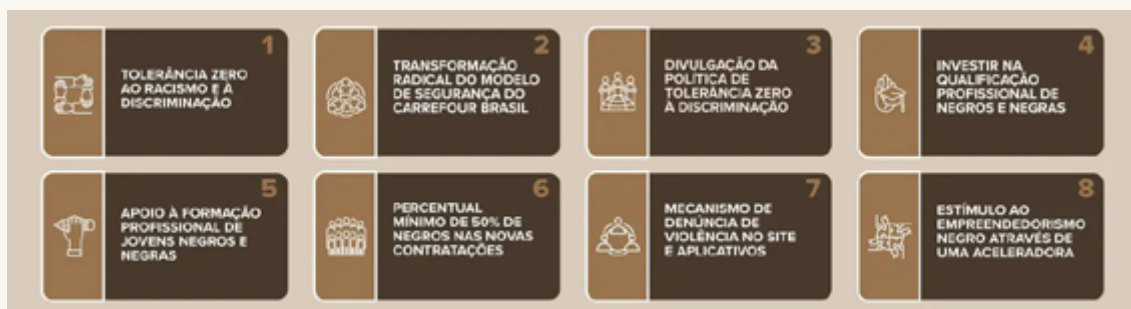 1
TOLERÂNCIA ZERO
AO RACISMO E À
DISCRIMINAÇÃO
2
TRANSFORMAÇÃO
RADICAL DO MODELO
DE SEGURANÇA DO
CARREFOUR BRASIL
3
DIVULGAÇÃO DA
POLÍTICA DE
TOLERÂNCIA ZERO
À DISCRIMINAÇÃO
4
INVESTIR NA
QUALIFICAÇÃO
PROFISSIONAL DE
NEGROS E NEGRAS
5
APOIO À FORMAÇÃO
PROFISSIONAL DE
JOVENS NEGROS E
NEGRAS
6
PERCENTUAL
MÍNIMO DE 50% DE
NEGROS NAS NOVAS
CONTRATAÇÕES
7
MECANISMO DE
DENÚNCIA DE
VIOLÊNCIA NO SITE
E APLICATIVOS
8
ESTÍMULO AO
EMPREENDEDORISMO
NEGRO ATRAVÉS DE
UMA ACELERADORA